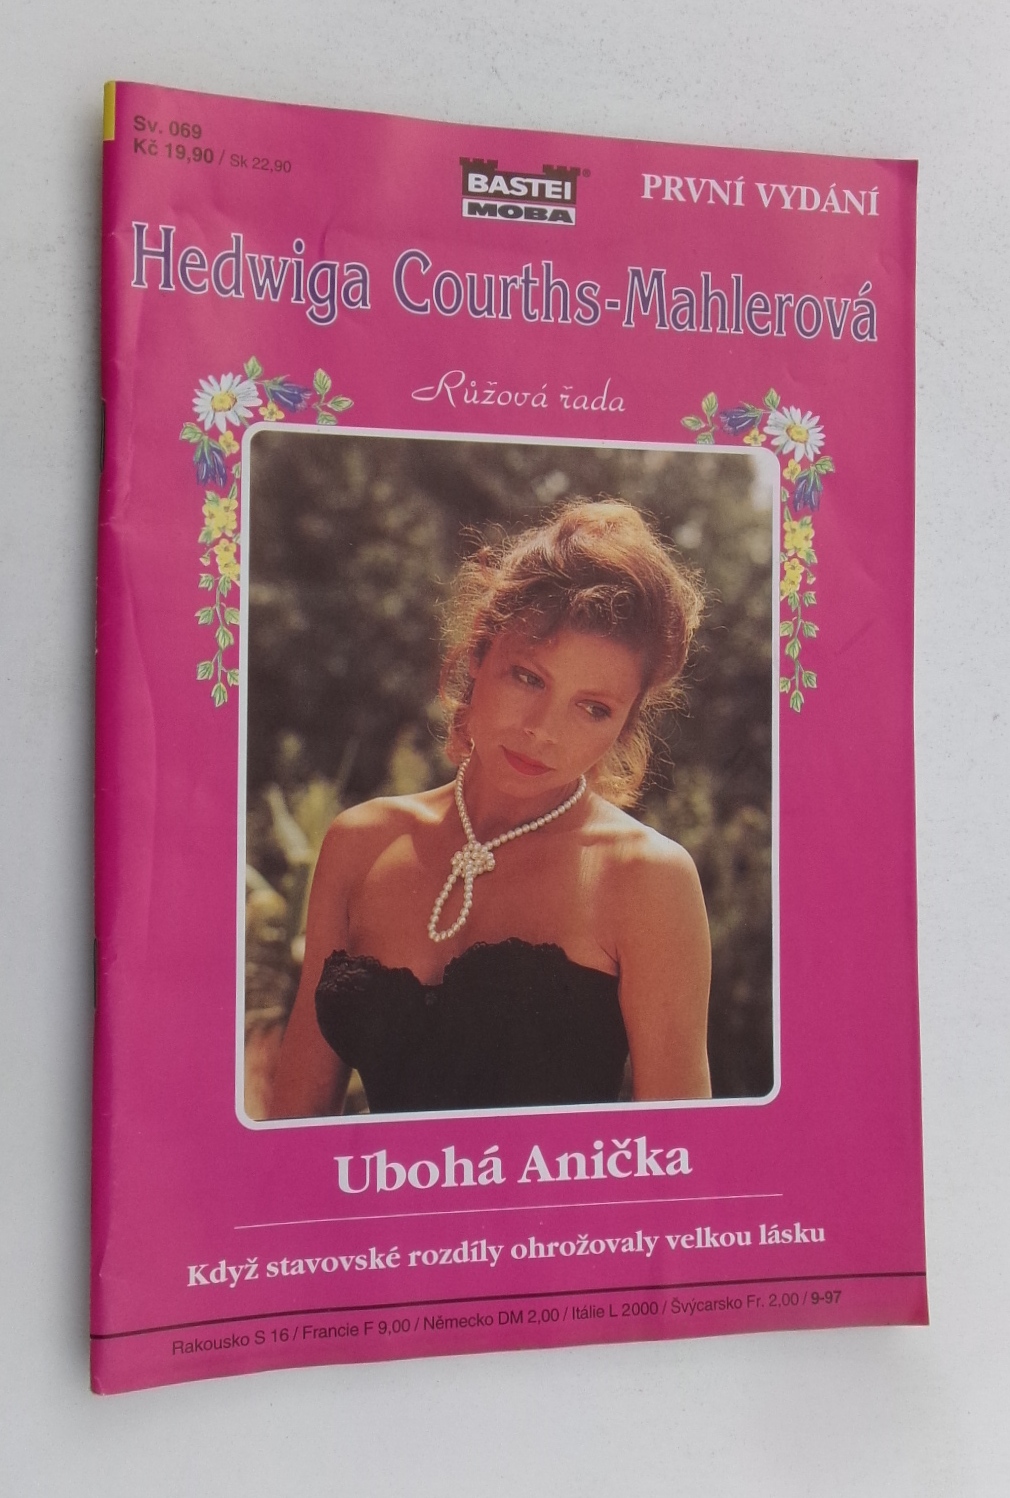 Sv. 069
Kč 19,90 / Sk 22,90
BASTEI®
MOBA
PRVNÍ VYDÁNÍ
Hedwiga Courths-Mahlerová
Růžová řada
Ubohá Anička
Když stavovské rozdíly ohrožovaly velkou lásku
Rakousko S 16 / Francie F 9,00 / Německo DM 2,00 / Itálie L 2000 / Švýcarsko Fr. 2,00 / 9-97